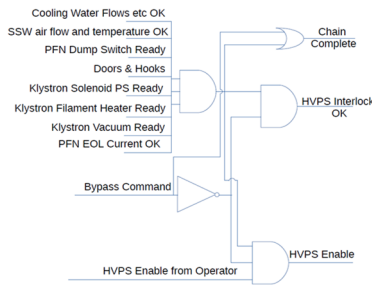 Cooling Water Flows etc OK
SSW air flow and temperature OK
PFN Dump Switch Ready
Doors & Hooks
Klystron Solenoid PS Ready
Klystron Filament Heater Ready
Klystron Vacuum Ready
PFN EOL Current OK
Bypass Command
HVPS Enable from Operator
Chain
Complete
HVPS Interlock
OK
HVPS Enable